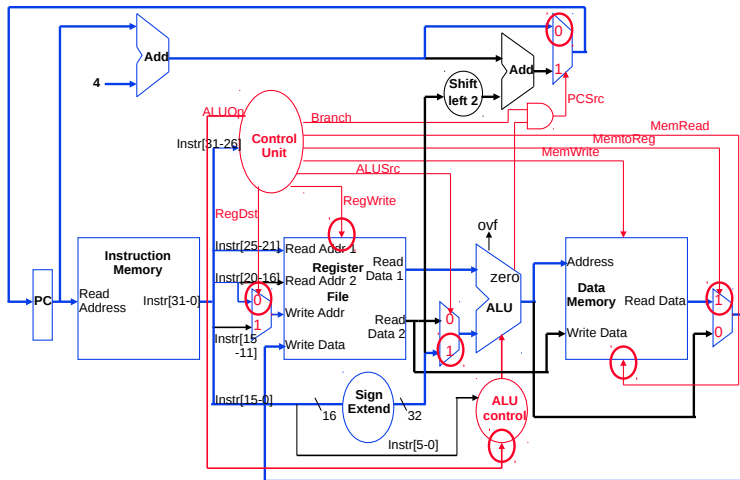 0
Add
Add
4
1
Shift
left 2
PCSrc
ALUOp
Branch
MemRead
Control
Unit
Instr[31-26]
MemtoReg
MemWrite
ALUSrc
RegDst
RegWrite
ovf
Instruction
Memory
Instr[25-21]
Read Addr 1
Read
Data 1
zero
Address
Register
File
Instr[20-16]
Read Addr 2
PC
Read
Address
Instr[31-0]
0
Write Addr
1
ALU
Data
Memory
Read Data
1
Read
Data 2
0
Write Data
0
Instr[15
-11]
Write Data
1
Sign
Extend
Instr[15-0]
16
32
ALU
control
Instr[5-0]